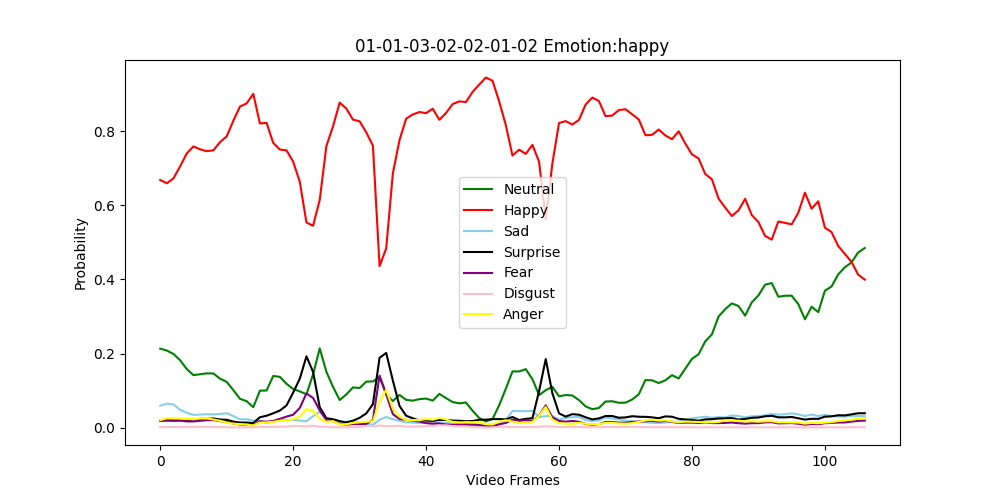 01-01-03-02-02-01-02 Emotion:happy
Probability
0.8
0.6
0.4
0.2
0.0
Neutral
Happy
Sad
Surprise
Fear
Disgust
Anger
0 20 40 60 80 100
Video Frames